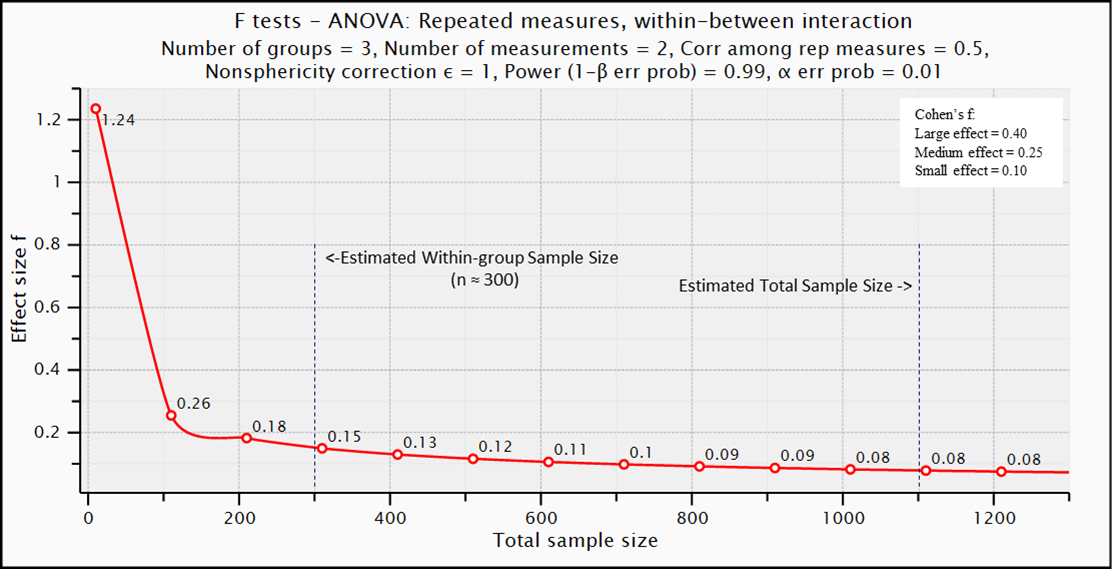 F tests – ANOVA: Repeated measures, within–between interaction
Number of groups = 3, Number of measurements = 2, Corr among rep measures = 0.5,
Nonsphericity correction ϵ = 1, Power (1–β err prob) = 0.99, α err prob = 0.01
Cohen's f:
Large effect = 0.40
Medium effect = 0.25
Small effect = 0.10
Effect size f
1.2
1
0.8
0.6
0.4
0.2
1.24
0.26
0.18
0.15
0.13
0.12
0.11
0.1
0.09
0.09
0.08
0.08
0.08
<-Estimated Within-group Sample Size
(n ≈ 300)
Estimated Total Sample Size ->
0 200 400 600 800 1000 1200
Total sample size